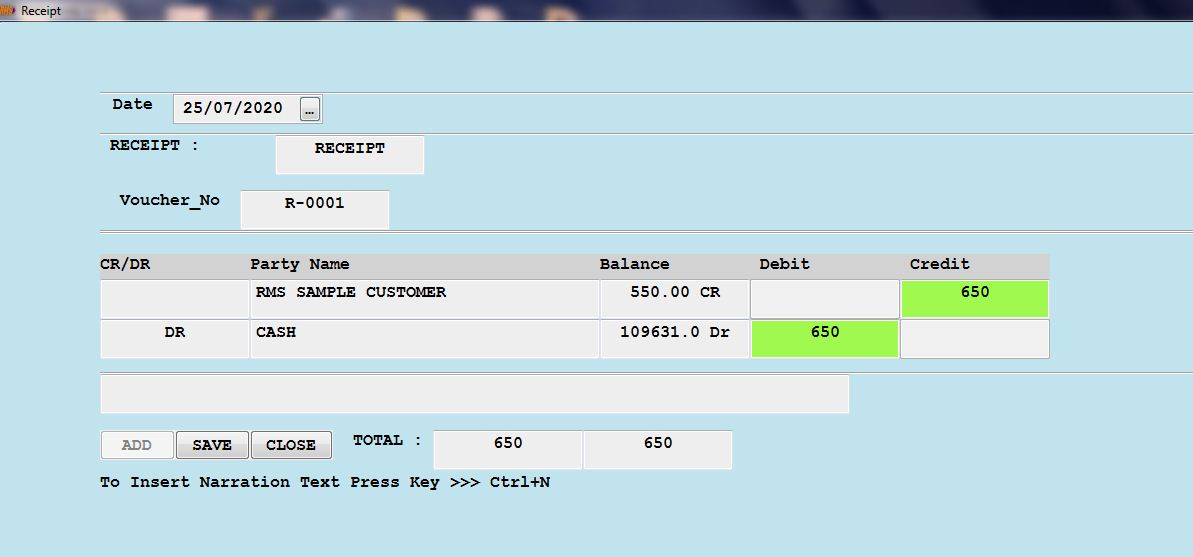 Receipt
Date 25/07/2020 ...
RECEIPT : RECEIPT
Voucher_No R-0001
CR/DR Party Name Balance Debit Credit
RMS SAMPLE CUSTOMER 550.00 CR 650
DR CASH 109631.0 Dr 650
ADD SAVE CLOSE TOTAL : 650 650
To Insert Narration Text Press Key >>> Ctrl+N